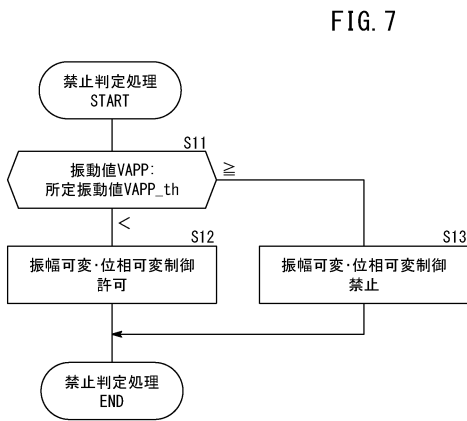 FIG. 7
禁止判定処理
START
S11
振動値VAPP:
所定振動値VAPP_th
≧
<
S12
振幅可変・位相可変制御
許可
S13
振幅可変・位相可変制御
禁止
禁止判定処理
END